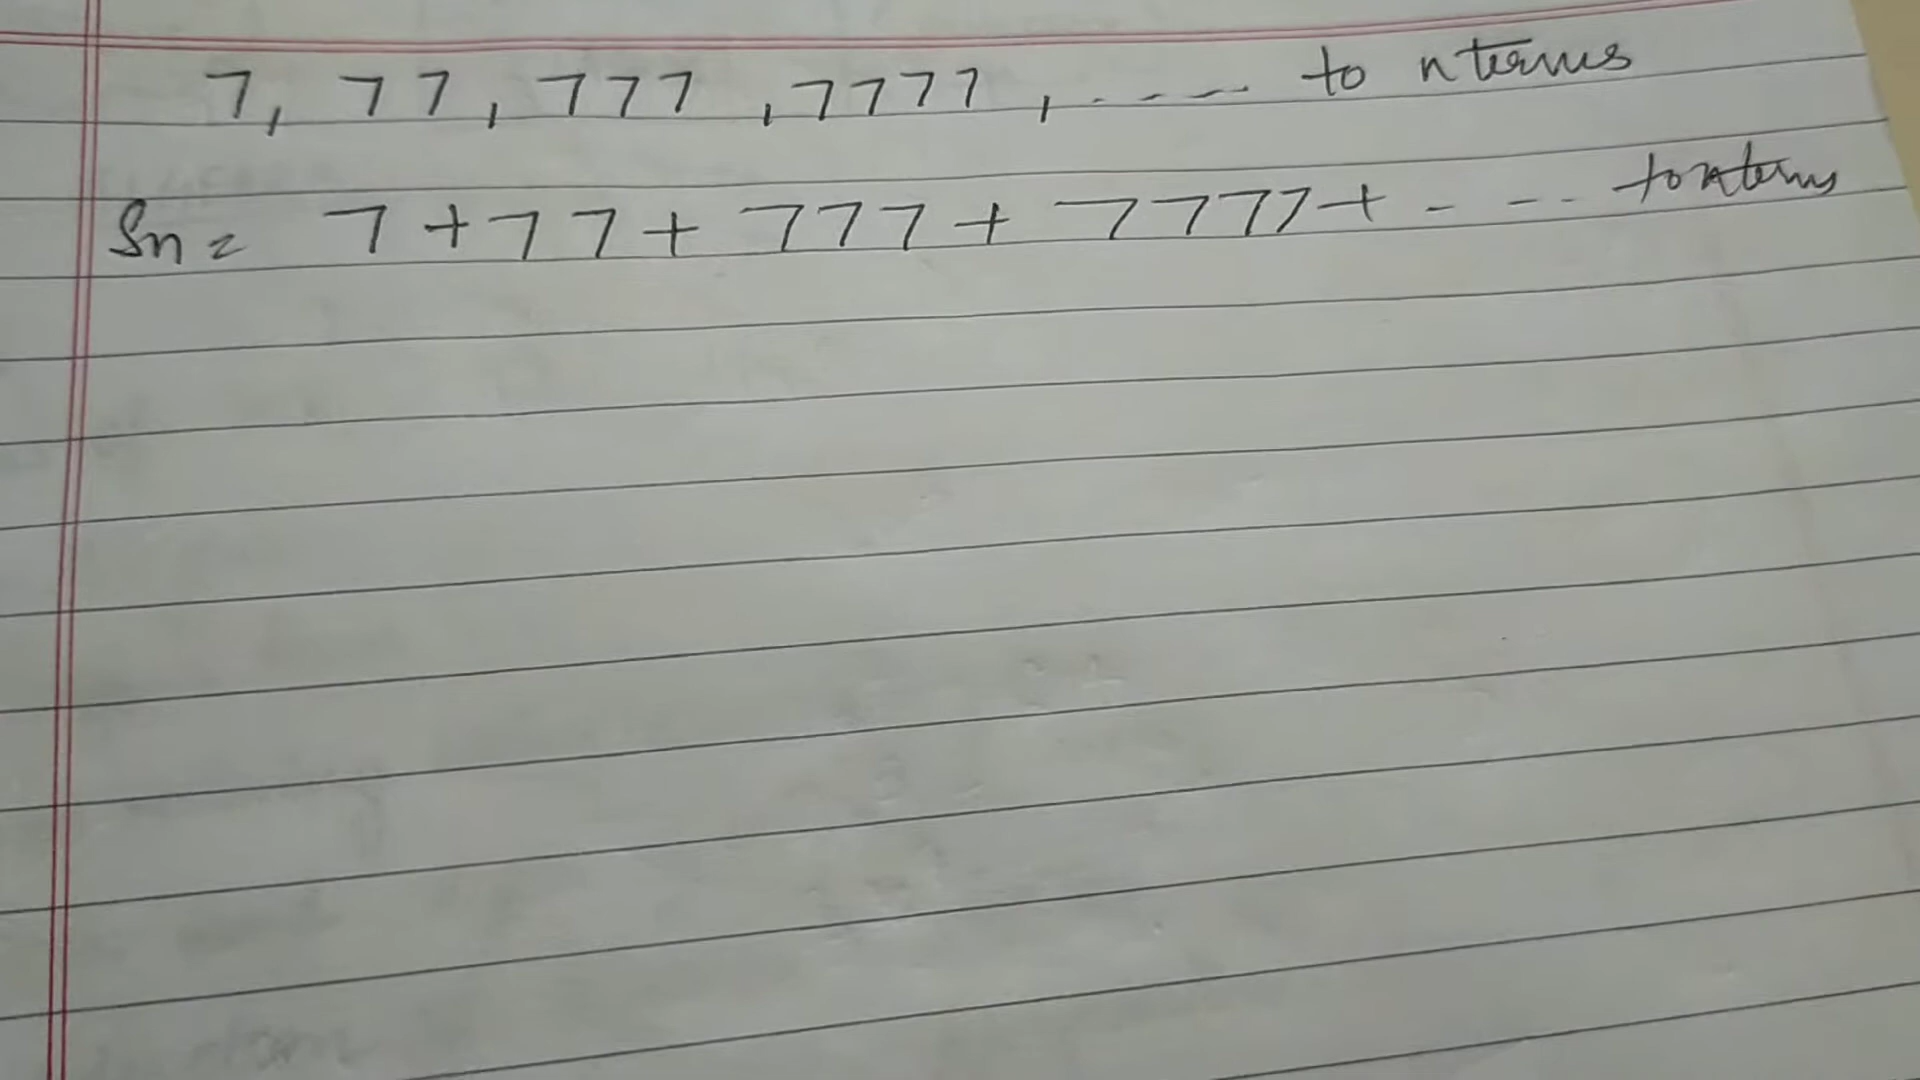 7, 77, 777, 7777, ---- to n terms
Sn = 7 + 77 + 777 + 7777 + - - - - to n terms